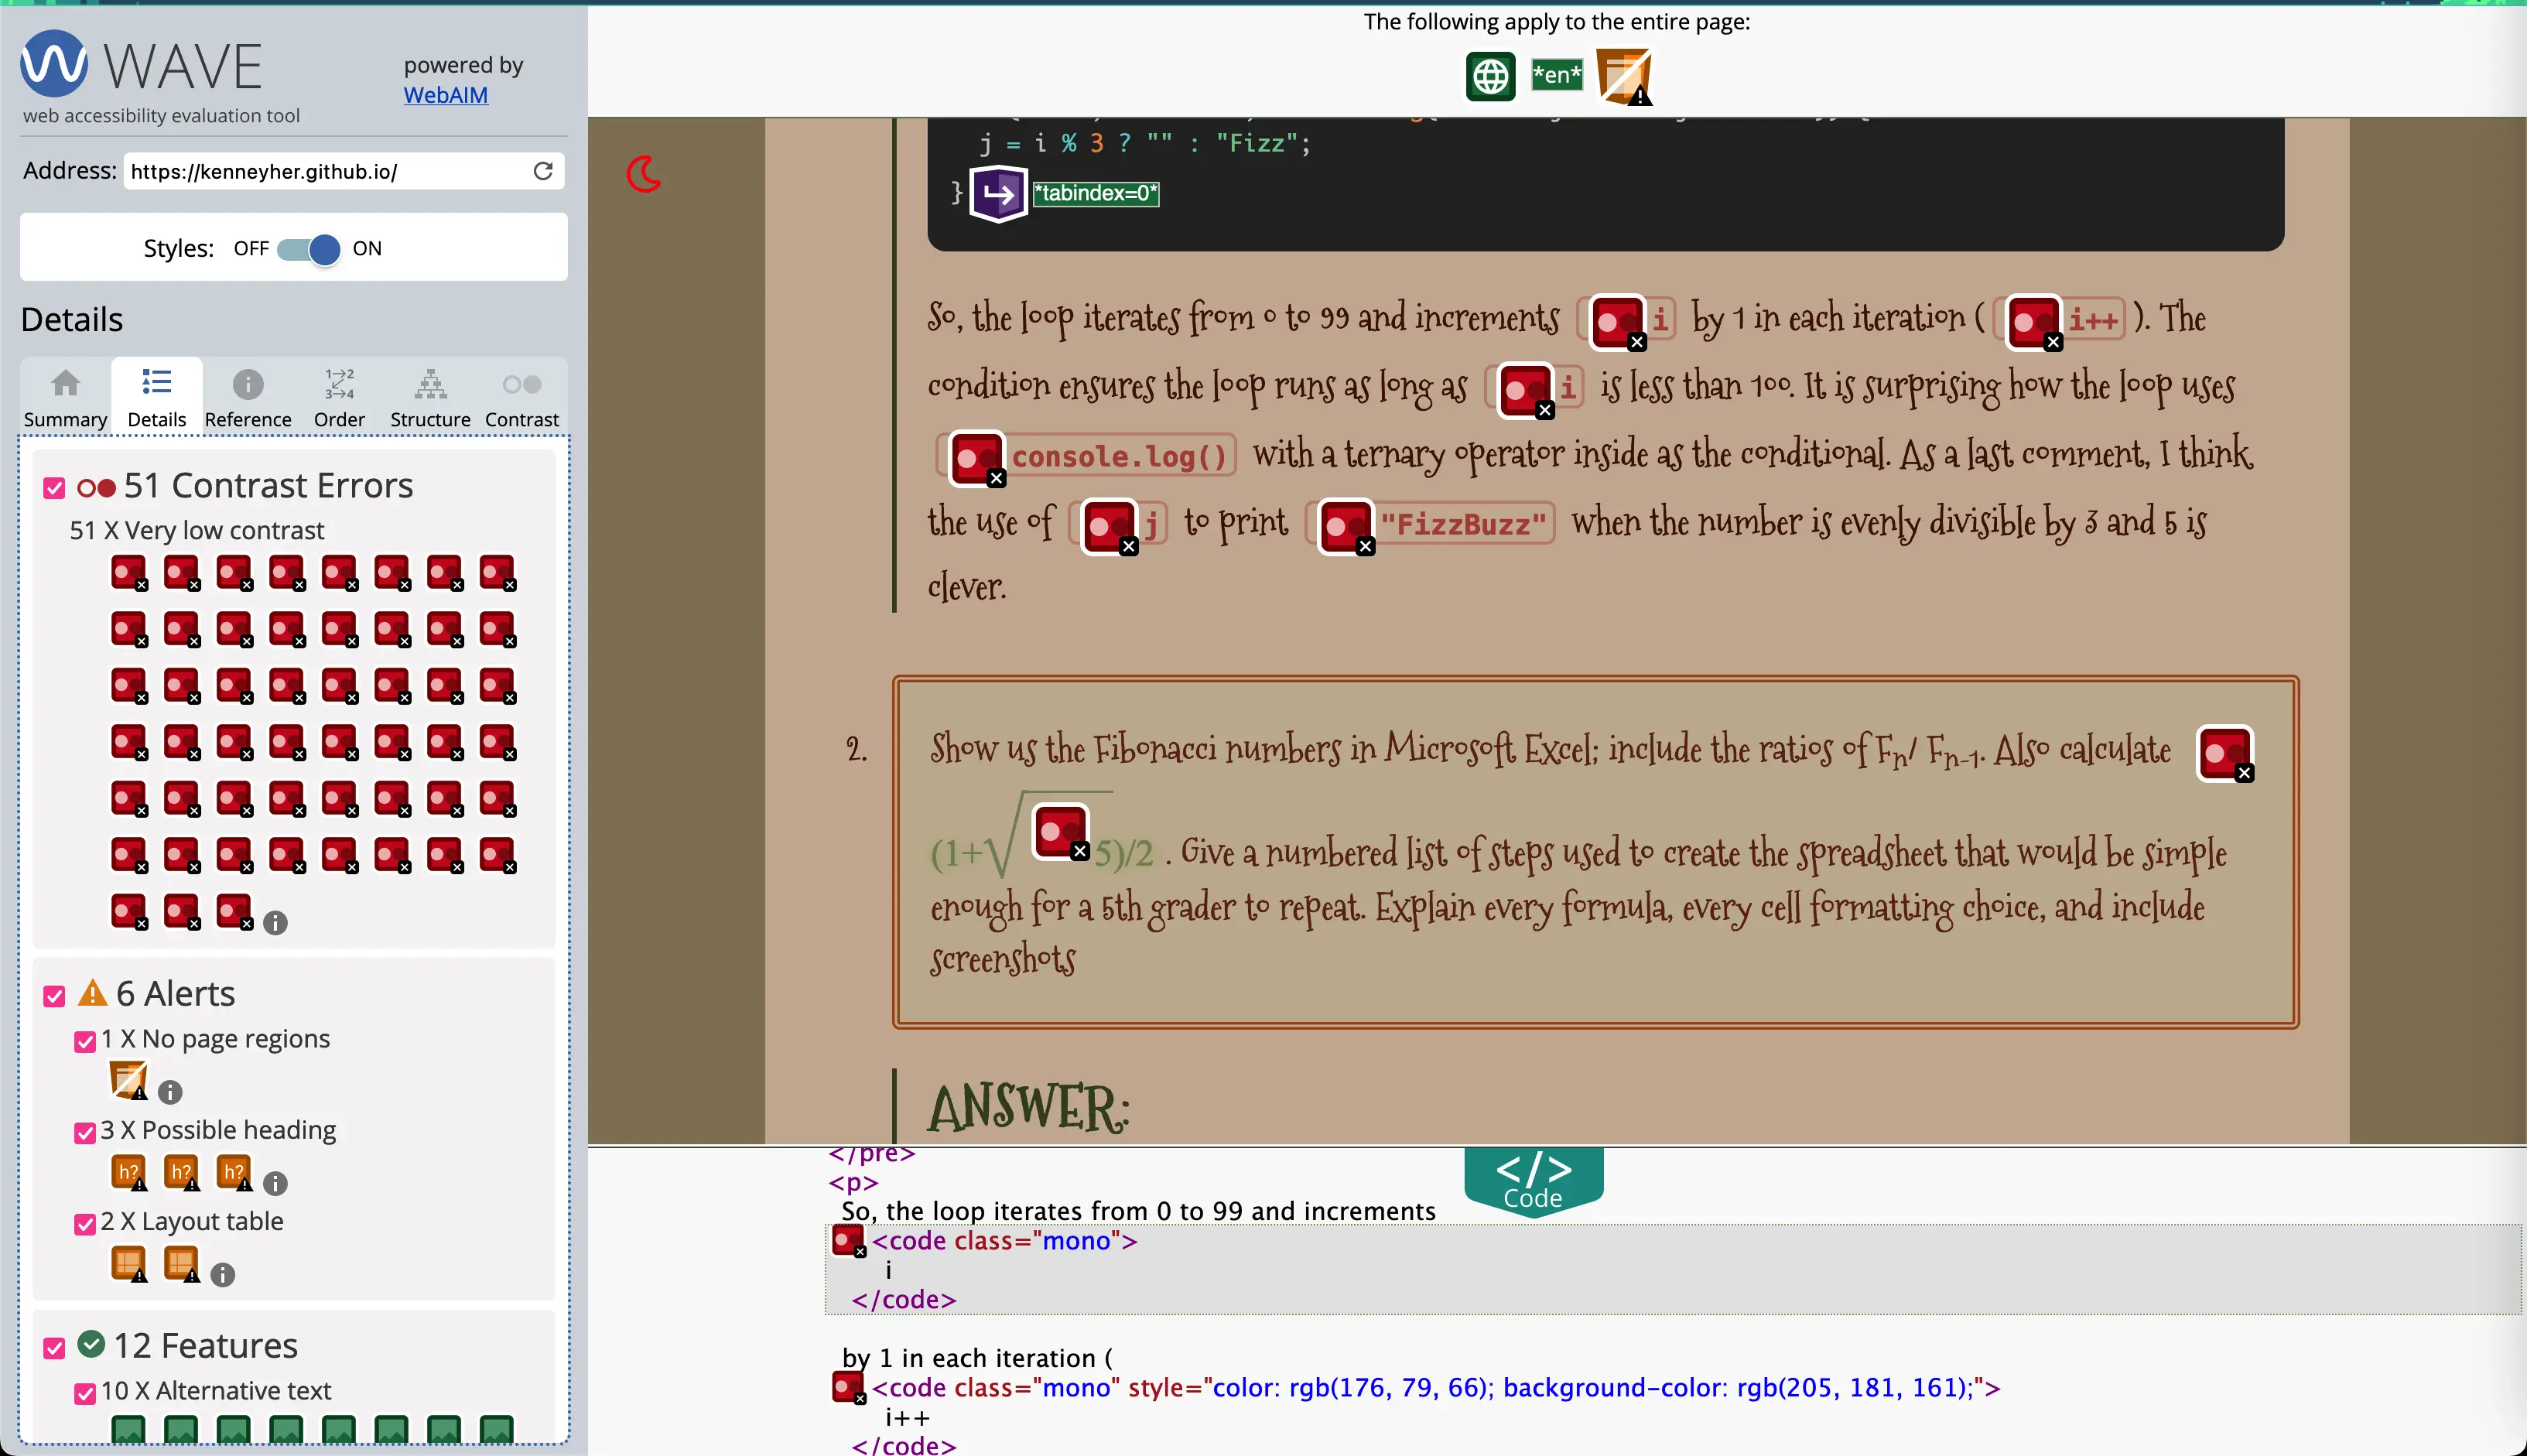 WAVE
web accessibility evaluation tool
powered by
WebAIM
Address: https://kenneyher.github.io/
Styles: OFF ON
Details
Summary Details Reference Order Structure Contrast
51 Contrast Errors
51 X Very low contrast
6 Alerts
1 X No page regions
3 X Possible heading
h? h? h?
2 X Layout table
12 Features
10 X Alternative text
The following apply to the entire page:
*en*
j = i % 3 ? "" : "Fizz";
} *tabindex=0*
So, the loop iterates from 0 to 99 and increments i by 1 in each iteration ( i++ ). The
condition ensures the loop runs as long as i is less than 100. It is surprising how the loop uses
console.log() with a ternary operator inside as the conditional. As a last comment, I think
the use of j to print "FizzBuzz" when the number is evenly divisible by 3 and 5 is
clever.
2. Show us the Fibonacci numbers in Microsoft Excel; include the ratios of Fn/ Fn-1. Also calculate
(1+√5)/2 . Give a numbered list of steps used to create the spreadsheet that would be simple
enough for a 5th grader to repeat. Explain every formula, every cell formatting choice, and include
screenshots
ANSWER:
</pre>
<p>
</>
Code
So, the loop iterates from 0 to 99 and increments
<code class="mono">
i
</code>
by 1 in each iteration (
<code class="mono" style="color: rgb(176, 79, 66); background-color: rgb(205, 181, 161);">
i++
</code>